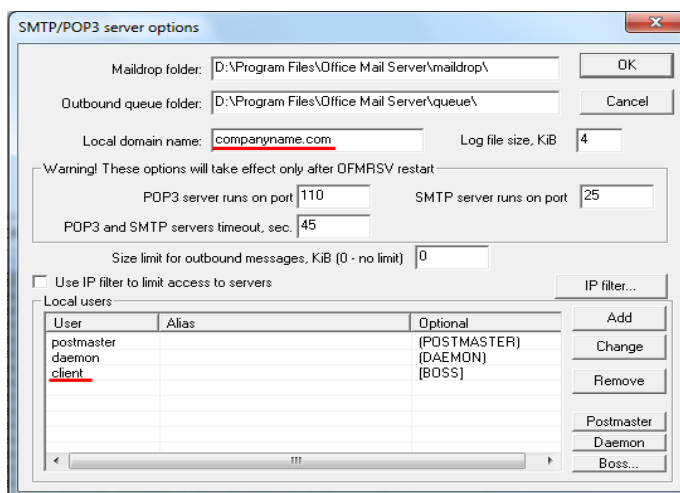 SMTP/POP3 server options
Maildrop folder: D:\Program Files\Office Mail Server\maildrop\ OK
Outbound queue folder: D:\Program Files\Office Mail Server\queue\ Cancel
Local domain name: companyname.com Log file size, KiB 4
Warning! These options will take effect only after OFMRSV restart
POP3 server runs on port 110 SMTP server runs on port 25
POP3 and SMTP servers timeout, sec. 45
Size limit for outbound messages, KiB (0 - no limit) 0
Use IP filter to limit access to servers IP filter...
Local users
Add
User Alias Optional
postmaster (POSTMASTER)
Change
daemon (DAEMON)
client [BOSS]
Remove
Postmaster
Daemon
Boss...